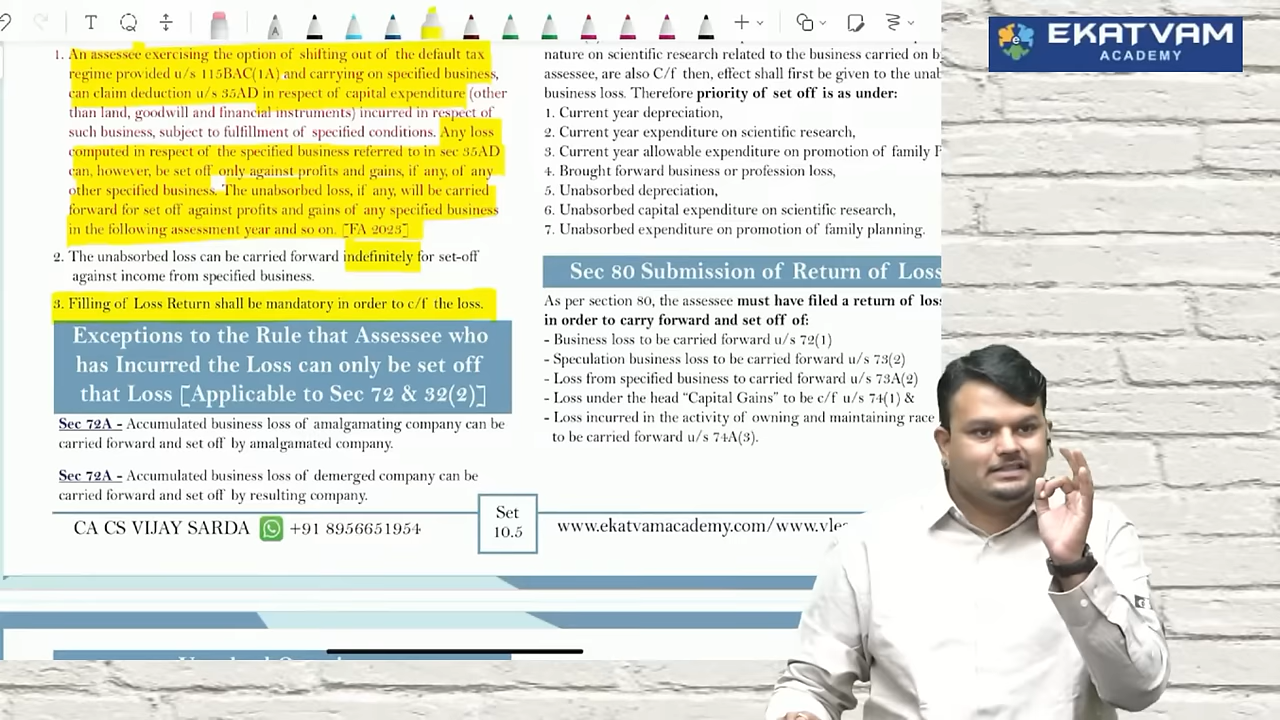 EKATVAM
ACADEMY
1. An assessee exercising the option of shifting out of the default tax
regime provided u/s 115BAC(1A) and carrying on specified business,
can claim deduction u/s 35AD in respect of capital expenditure (other
than land, goodwill and financial instruments) incurred in respect of
such business, subject to fulfillment of specified conditions. Any loss
computed in respect of the specified business referred to in sec 35AD
can, however, be set off only against profits and gains, if any, of any
other specified business. The unabsorbed loss, if any, will be carried
forward for set off against profits and gains of any specified business
in the following assessment year and so on. [FA 2023]
2. The unabsorbed loss can be carried forward indefinitely for set-off
against income from specified business.
3. Filling of Loss Return shall be mandatory in order to c/f the loss.
Exceptions to the Rule that Assessee who
has Incurred the Loss can only be set off
that Loss [Applicable to Sec 72 & 32(2)]
Sec 72A - Accumulated business loss of amalgamating company can be
carried forward and set off by amalgamated company.
Sec 72A - Accumulated business loss of demerged company can be
carried forward and set off by resulting company.
nature on scientific research related to the business carried on b
assessee, are also C/f then, effect shall first be given to the unab
business loss. Therefore priority of set off is as under:
1. Current year depreciation,
2. Current year expenditure on scientific research,
3. Current year allowable expenditure on promotion of family
4. Brought forward business or profession loss,
5. Unabsorbed depreciation,
6. Unabsorbed capital expenditure on scientific research,
7. Unabsorbed expenditure on promotion of family planning.
Sec 80 Submission of Return of Loss
As per section 80, the assessee must have filed a return of los
in order to carry forward and set off of:
- Business loss to be carried forward u/s 72(1)
- Speculation business loss to be carried forward u/s 73(2)
- Loss from specified business to carried forward u/s 73A(2)
- Loss under the head “Capital Gains” to be c/f u/s 74(1) &
- Loss incurred in the activity of owning and maintaining race
to be carried forward u/s 74A(3).
CA CS VIJAY SARDA +91 8956651954
Set
10.5
www.ekatvamacademy.com/www.vles